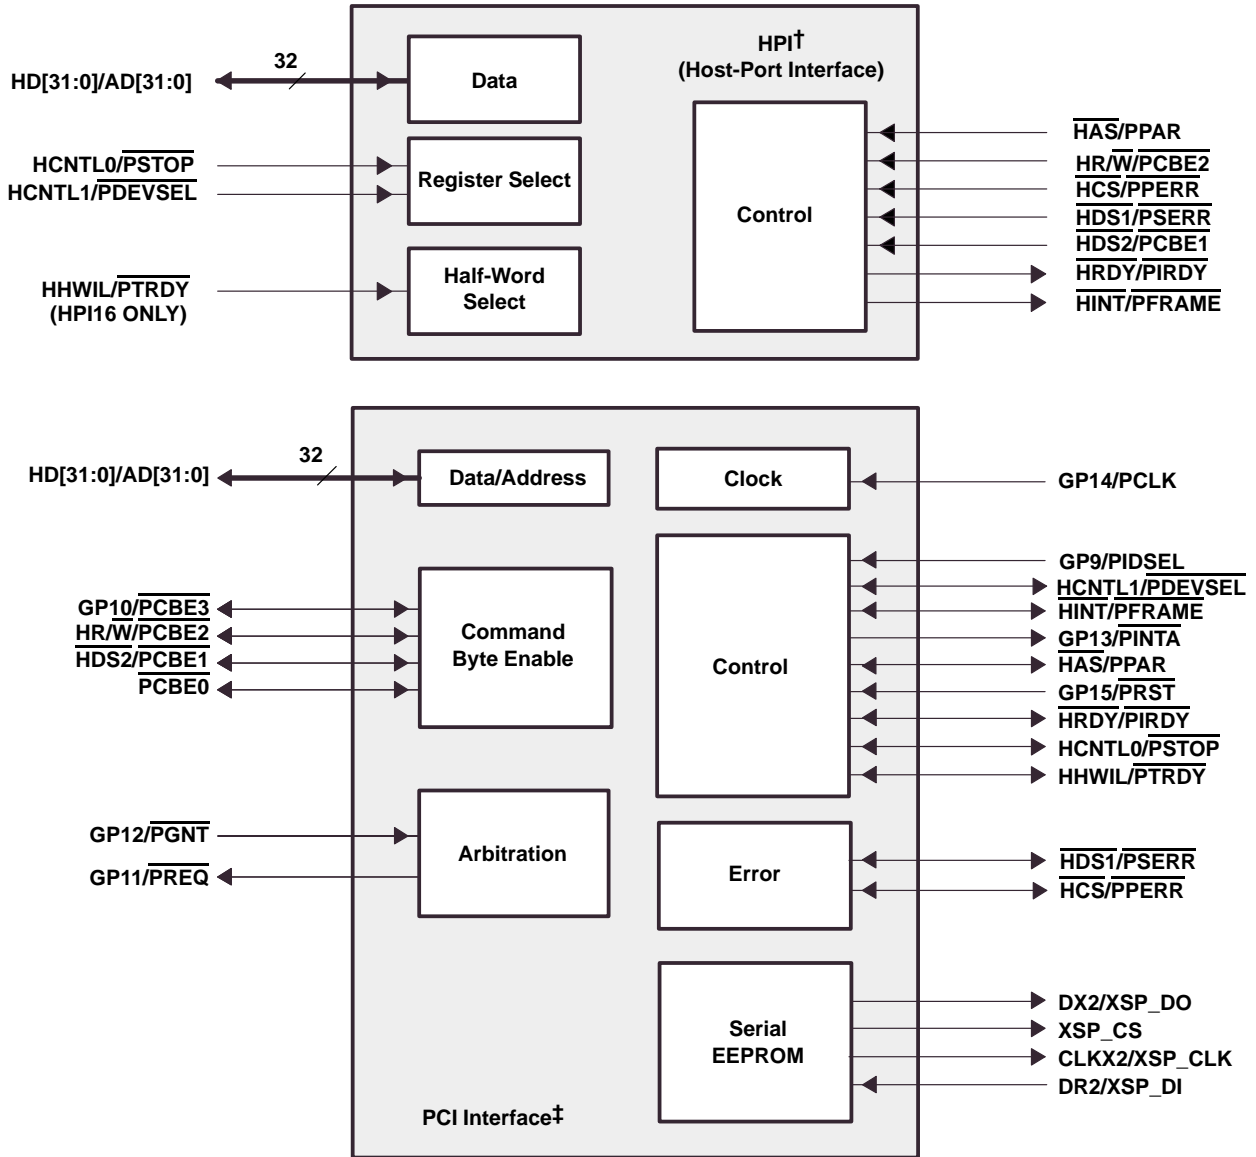 HPI†
(Host-Port Interface)
32
HD[31:0]/AD[31:0]
Data
HCNTL0/PSTOP
HCNTL1/PDEVSEL
Register Select
HHWIL/PTRDY
(HPI16 ONLY)
Half-Word
Select
Control
HAS/PPAR
HR/W/PCBE2
HCS/PPERR
HDS1/PSERR
HDS2/PCBE1
HRDY/PIRDY
HINT/PFRAME
32
HD[31:0]/AD[31:0]
Data/Address
Clock
GP14/PCLK
GP10/PCBE3
HR/W/PCBE2
HDS2/PCBE1
PCBE0
Command
Byte Enable
Control
GP9/PIDSEL
HCNTL1/PDEVSEL
HINT/PFRAME
GP13/PINTA
HAS/PPAR
GP15/PRST
HRDY/PIRDY
HCNTL0/PSTOP
HHWIL/PTRDY
GP12/PGNT
GP11/PREQ
Arbitration
Error
HDS1/PSERR
HCS/PPERR
Serial
EEPROM
DX2/XSP_DO
XSP_CS
CLKX2/XSP_CLK
DR2/XSP_DI
PCI Interface‡